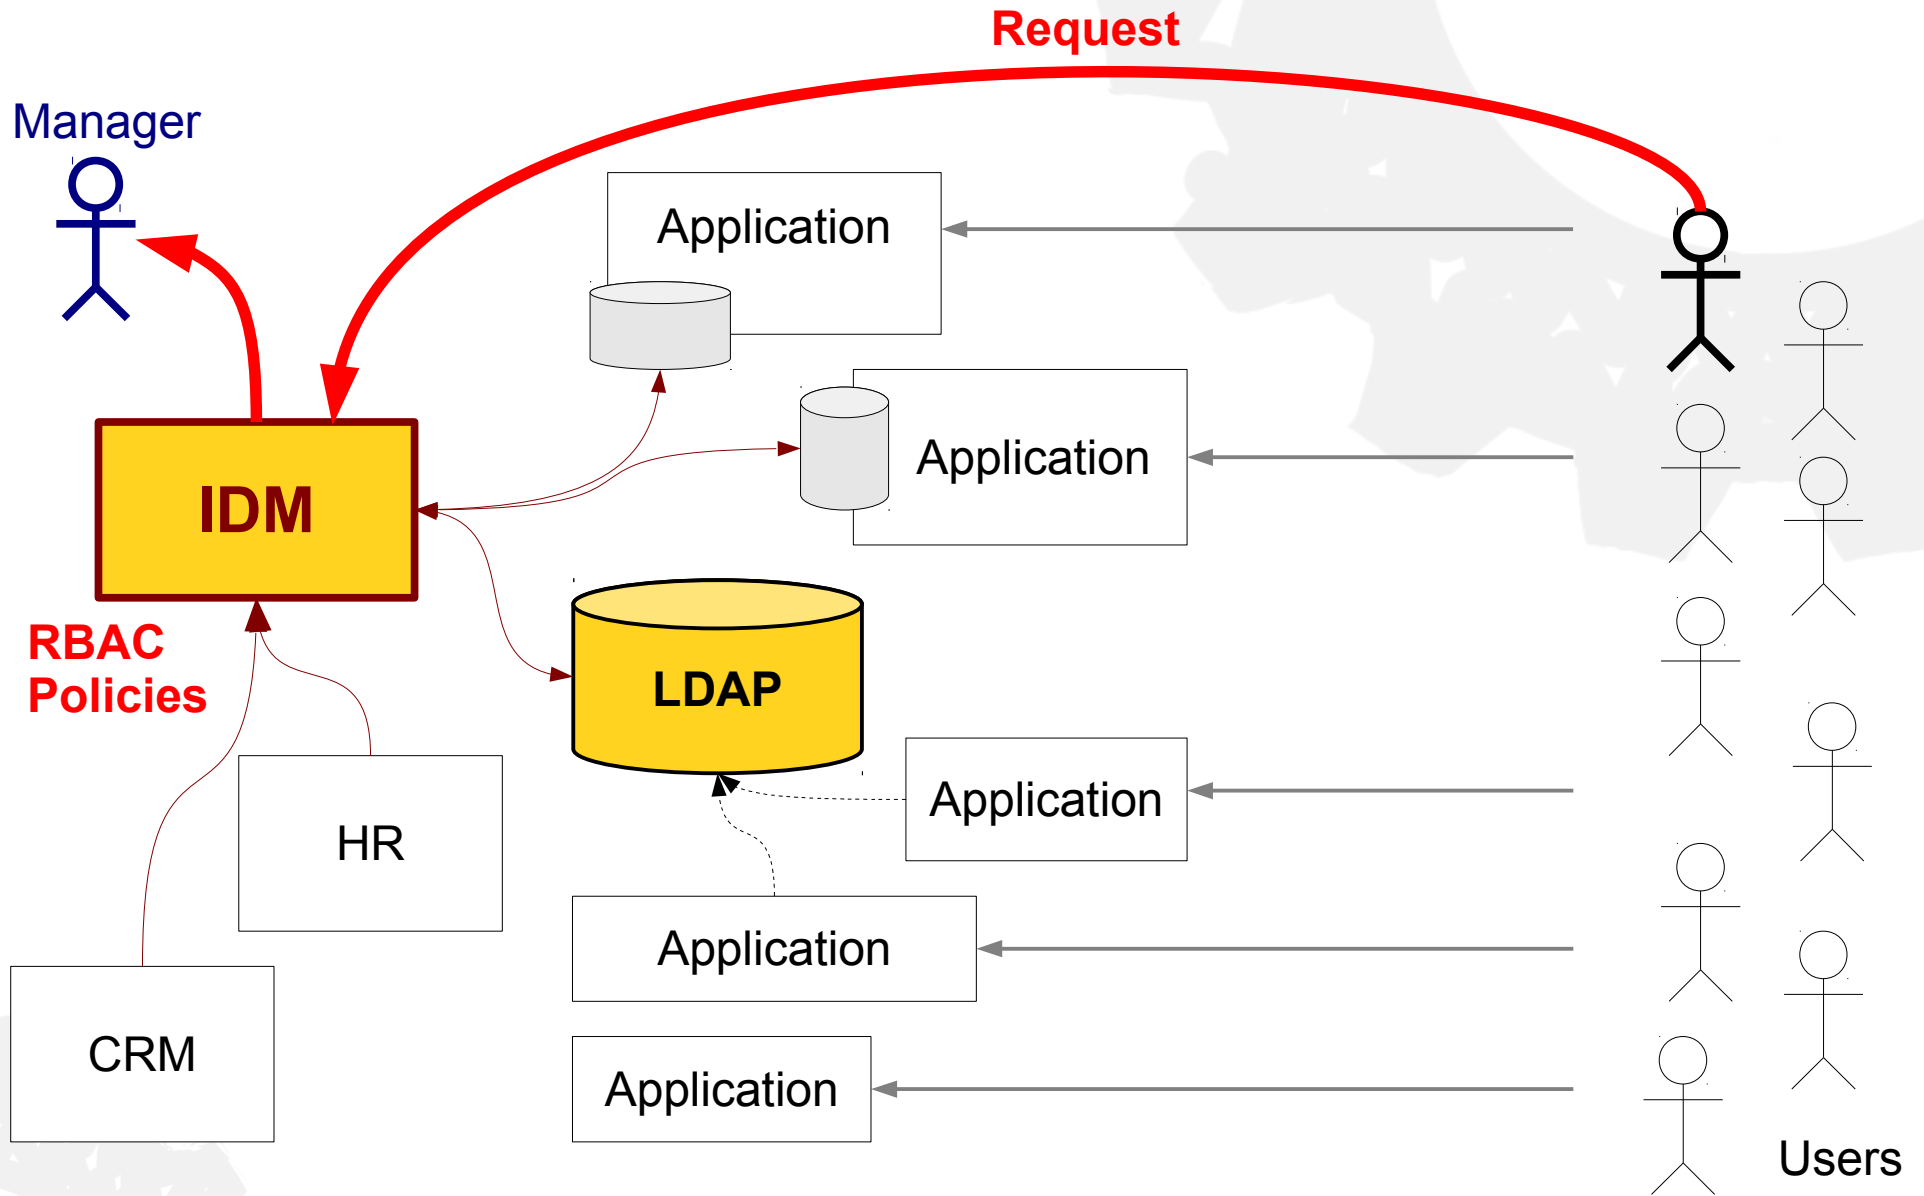 Request
Manager
Application
Application
IDM
RBAC
Policies
LDAP
Application
HR
Application
CRM
Application
Users